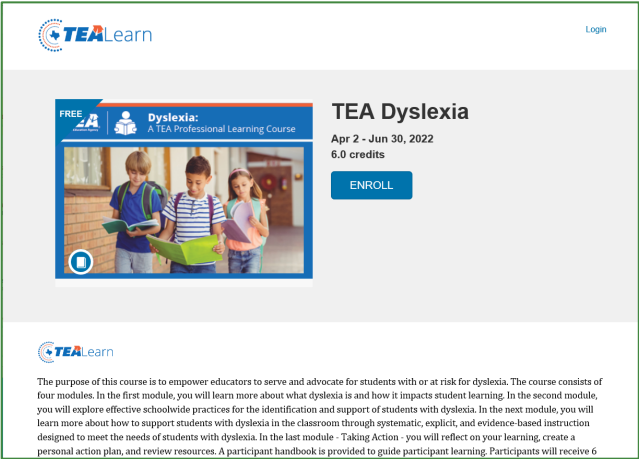 TEALearn
Login
FREE
Dyslexia:
A TEA Professional Learning Course
TEA Dyslexia
Apr 2 - Jun 30, 2022
6.0 credits
ENROLL
TEALearn
The purpose of this course is to empower educators to serve and advocate for students with or at risk for dyslexia. The course consists of
four modules. In the first module, you will learn more about what dyslexia is and how it impacts student learning. In the second module,
you will explore effective schoolwide practices for the identification and support of students with dyslexia. In the next module, you will
learn more about how to support students with dyslexia in the classroom through systematic, explicit, and evidence-based instruction
designed to meet the needs of students with dyslexia. In the last module - Taking Action - you will reflect on your learning, create a
personal action plan, and review resources. A participant handbook is provided to guide participant learning. Participants will receive 6